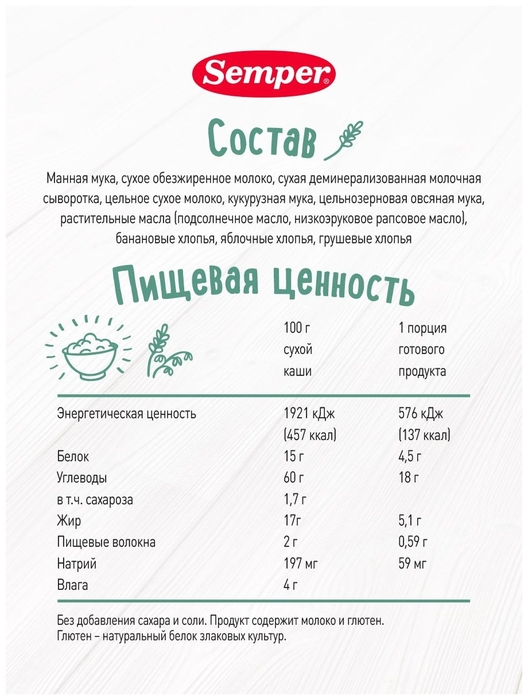 Semper®
Состав
Манная мука, сухое обезжиренное молоко, сухая деминерализованная молочная
сыворотка, цельное сухое молоко, кукурузная мука, цельнозерновая овсяная мука,
растительные масла (подсолнечное масло, низкоэруковое рапсовое масло),
банановые хлопья, яблочные хлопья, грушевые хлопья
Пищевая ценность
100 г 1 порция
сухой готового
каши продукта
Энергетическая ценность 1921 кДж 576 кДж
(457 ккал) (137 ккал)
Белок 15 г 4,5 г
Углеводы 60 г 18 г
в т.ч. сахароза 1,7 г
Жир 17г 5,1 г
Пищевые волокна 2 г 0,59 г
Натрий 197 мг 59 мг
Влага 4 г
Без добавления сахара и соли. Продукт содержит молоко и глютен.
Глютен – натуральный белок злаковых культур.